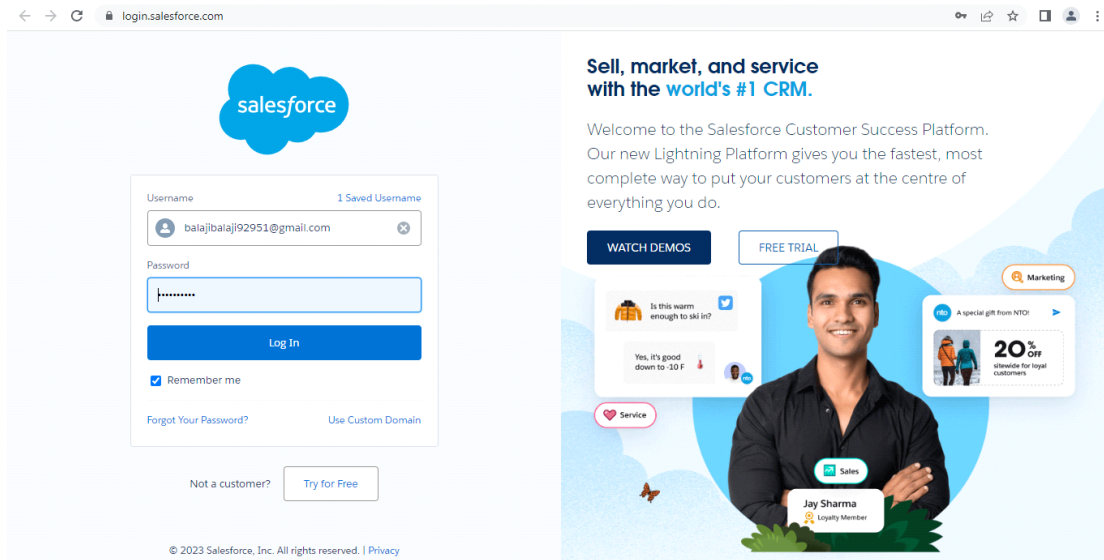 login.salesforce.com
salesforce
Username
1 Saved Username
balajibalaji92951@gmail.com
Password
••••••••••
Log In
Remember me
Forgot Your Password?
Use Custom Domain
Not a customer?
Try for Free
© 2023 Salesforce, Inc. All rights reserved. | Privacy
Sell, market, and service
with the world's #1 CRM.
Welcome to the Salesforce Customer Success Platform.
Our new Lightning Platform gives you the fastest, most
complete way to put your customers at the centre of
everything you do.
WATCH DEMOS
FREE TRIAL
Marketing
Is this warm
enough to ski in?
Yes, it's good
down to -10 F
nto
Service
nto
A special gift from NTO!
20% OFF
sitewide for loyal
customers
Sales
Jay Sharma
Loyalty Member